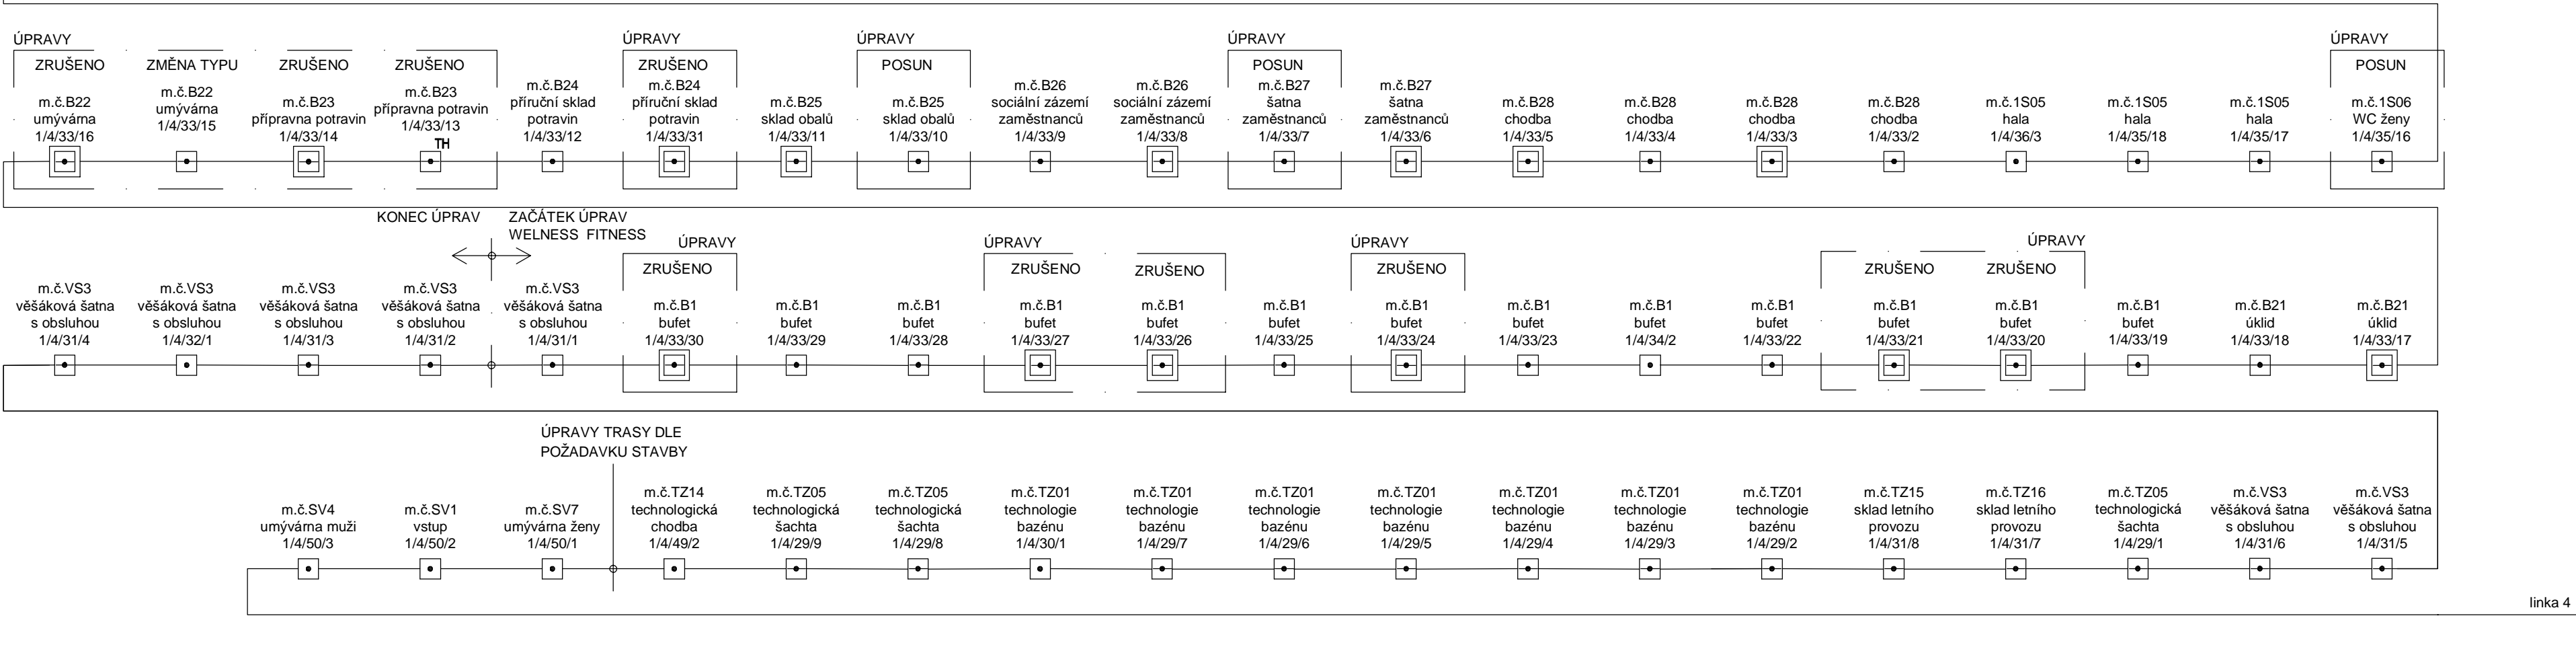 ÚPRAVY
ÚPRAVY
ÚPRAVY
ÚPRAVY
ÚPRAVY
ZRUŠENO
ZMĚNA TYPU
ZRUŠENO
ZRUŠENO
ZRUŠENO
POSUN
POSUN
POSUN
m.č.B22
umývárna
1/4/33/16
m.č.B22
umývárna
1/4/33/15
m.č.B23
přípravna potravin
1/4/33/14
m.č.B23
přípravna potravin
1/4/33/13
TH
m.č.B24
příruční sklad
potravin
1/4/33/12
m.č.B24
příruční sklad
potravin
1/4/33/31
m.č.B25
sklad obalů
1/4/33/11
m.č.B25
sklad obalů
1/4/33/10
m.č.B26
sociální zázemí
zaměstnanců
1/4/33/9
m.č.B26
sociální zázemí
zaměstnanců
1/4/33/8
m.č.B27
šatna
zaměstnanců
1/4/33/7
m.č.B27
šatna
zaměstnanců
1/4/33/6
m.č.B28
chodba
1/4/33/5
m.č.B28
chodba
1/4/33/4
m.č.B28
chodba
1/4/33/3
m.č.B28
chodba
1/4/33/2
m.č.1S05
hala
1/4/36/3
m.č.1S05
hala
1/4/35/18
m.č.1S05
hala
1/4/35/17
m.č.1S06
WC ženy
1/4/35/16
KONEC ÚPRAV
ZAČÁTEK ÚPRAV
WELNESS FITNESS
ÚPRAVY
ÚPRAVY
ÚPRAVY
ÚPRAVY
ZRUŠENO
ZRUŠENO
ZRUŠENO
ZRUŠENO
ZRUŠENO
ZRUŠENO
m.č.VS3
věšáková šatna
s obsluhou
1/4/31/4
m.č.VS3
věšáková šatna
s obsluhou
1/4/32/1
m.č.VS3
věšáková šatna
s obsluhou
1/4/31/3
m.č.VS3
věšáková šatna
s obsluhou
1/4/31/2
m.č.VS3
věšáková šatna
s obsluhou
1/4/31/1
m.č.B1
bufet
1/4/33/30
m.č.B1
bufet
1/4/33/29
m.č.B1
bufet
1/4/33/28
m.č.B1
bufet
1/4/33/27
m.č.B1
bufet
1/4/33/26
m.č.B1
bufet
1/4/33/25
m.č.B1
bufet
1/4/33/24
m.č.B1
bufet
1/4/33/23
m.č.B1
bufet
1/4/34/2
m.č.B1
bufet
1/4/33/22
m.č.B1
bufet
1/4/33/21
m.č.B1
bufet
1/4/33/20
m.č.B1
bufet
1/4/33/19
m.č.B21
úklid
1/4/33/18
m.č.B21
úklid
1/4/33/17
ÚPRAVY TRASY DLE
POŽADAVKU STAVBY
m.č.SV4
umývárna muži
1/4/50/3
m.č.SV1
vstup
1/4/50/2
m.č.SV7
umývárna ženy
1/4/50/1
m.č.TZ14
technologická
chodba
1/4/49/2
m.č.TZ05
technologická
šachta
1/4/29/9
m.č.TZ05
technologická
šachta
1/4/29/8
m.č.TZ01
technologie
bazénu
1/4/30/1
m.č.TZ01
technologie
bazénu
1/4/29/7
m.č.TZ01
technologie
bazénu
1/4/29/6
m.č.TZ01
technologie
bazénu
1/4/29/5
m.č.TZ01
technologie
bazénu
1/4/29/4
m.č.TZ01
technologie
bazénu
1/4/29/3
m.č.TZ01
technologie
bazénu
1/4/29/2
m.č.TZ15
sklad letního
provozu
1/4/31/8
m.č.TZ16
sklad letního
provozu
1/4/31/7
m.č.TZ05
technologická
šachta
1/4/29/1
m.č.VS3
věšáková šatna
s obsluhou
1/4/31/6
m.č.VS3
věšáková šatna
s obsluhou
1/4/31/5
linka 4